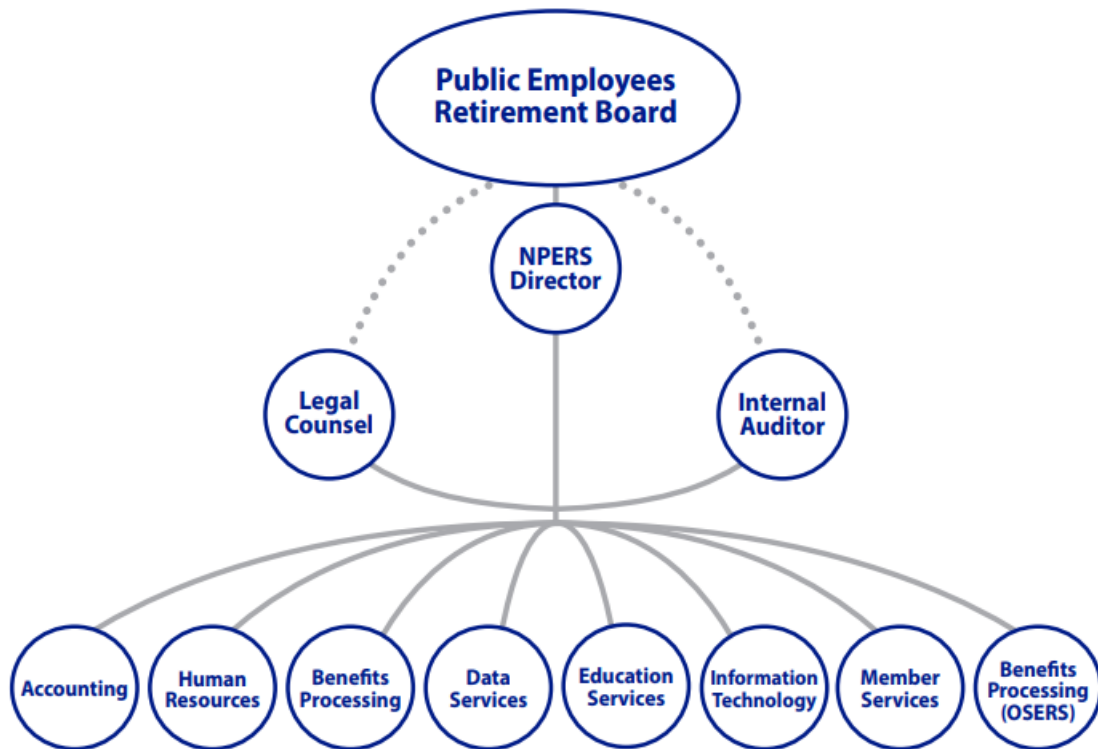 Public Employees
Retirement Board
NPERS
Director
Legal
Counsel
Internal
Auditor
Accounting
Human
Resources
Benefits
Processing
Data
Services
Education
Services
Information
Technology
Member
Services
Benefits
Processing
(OSERS)